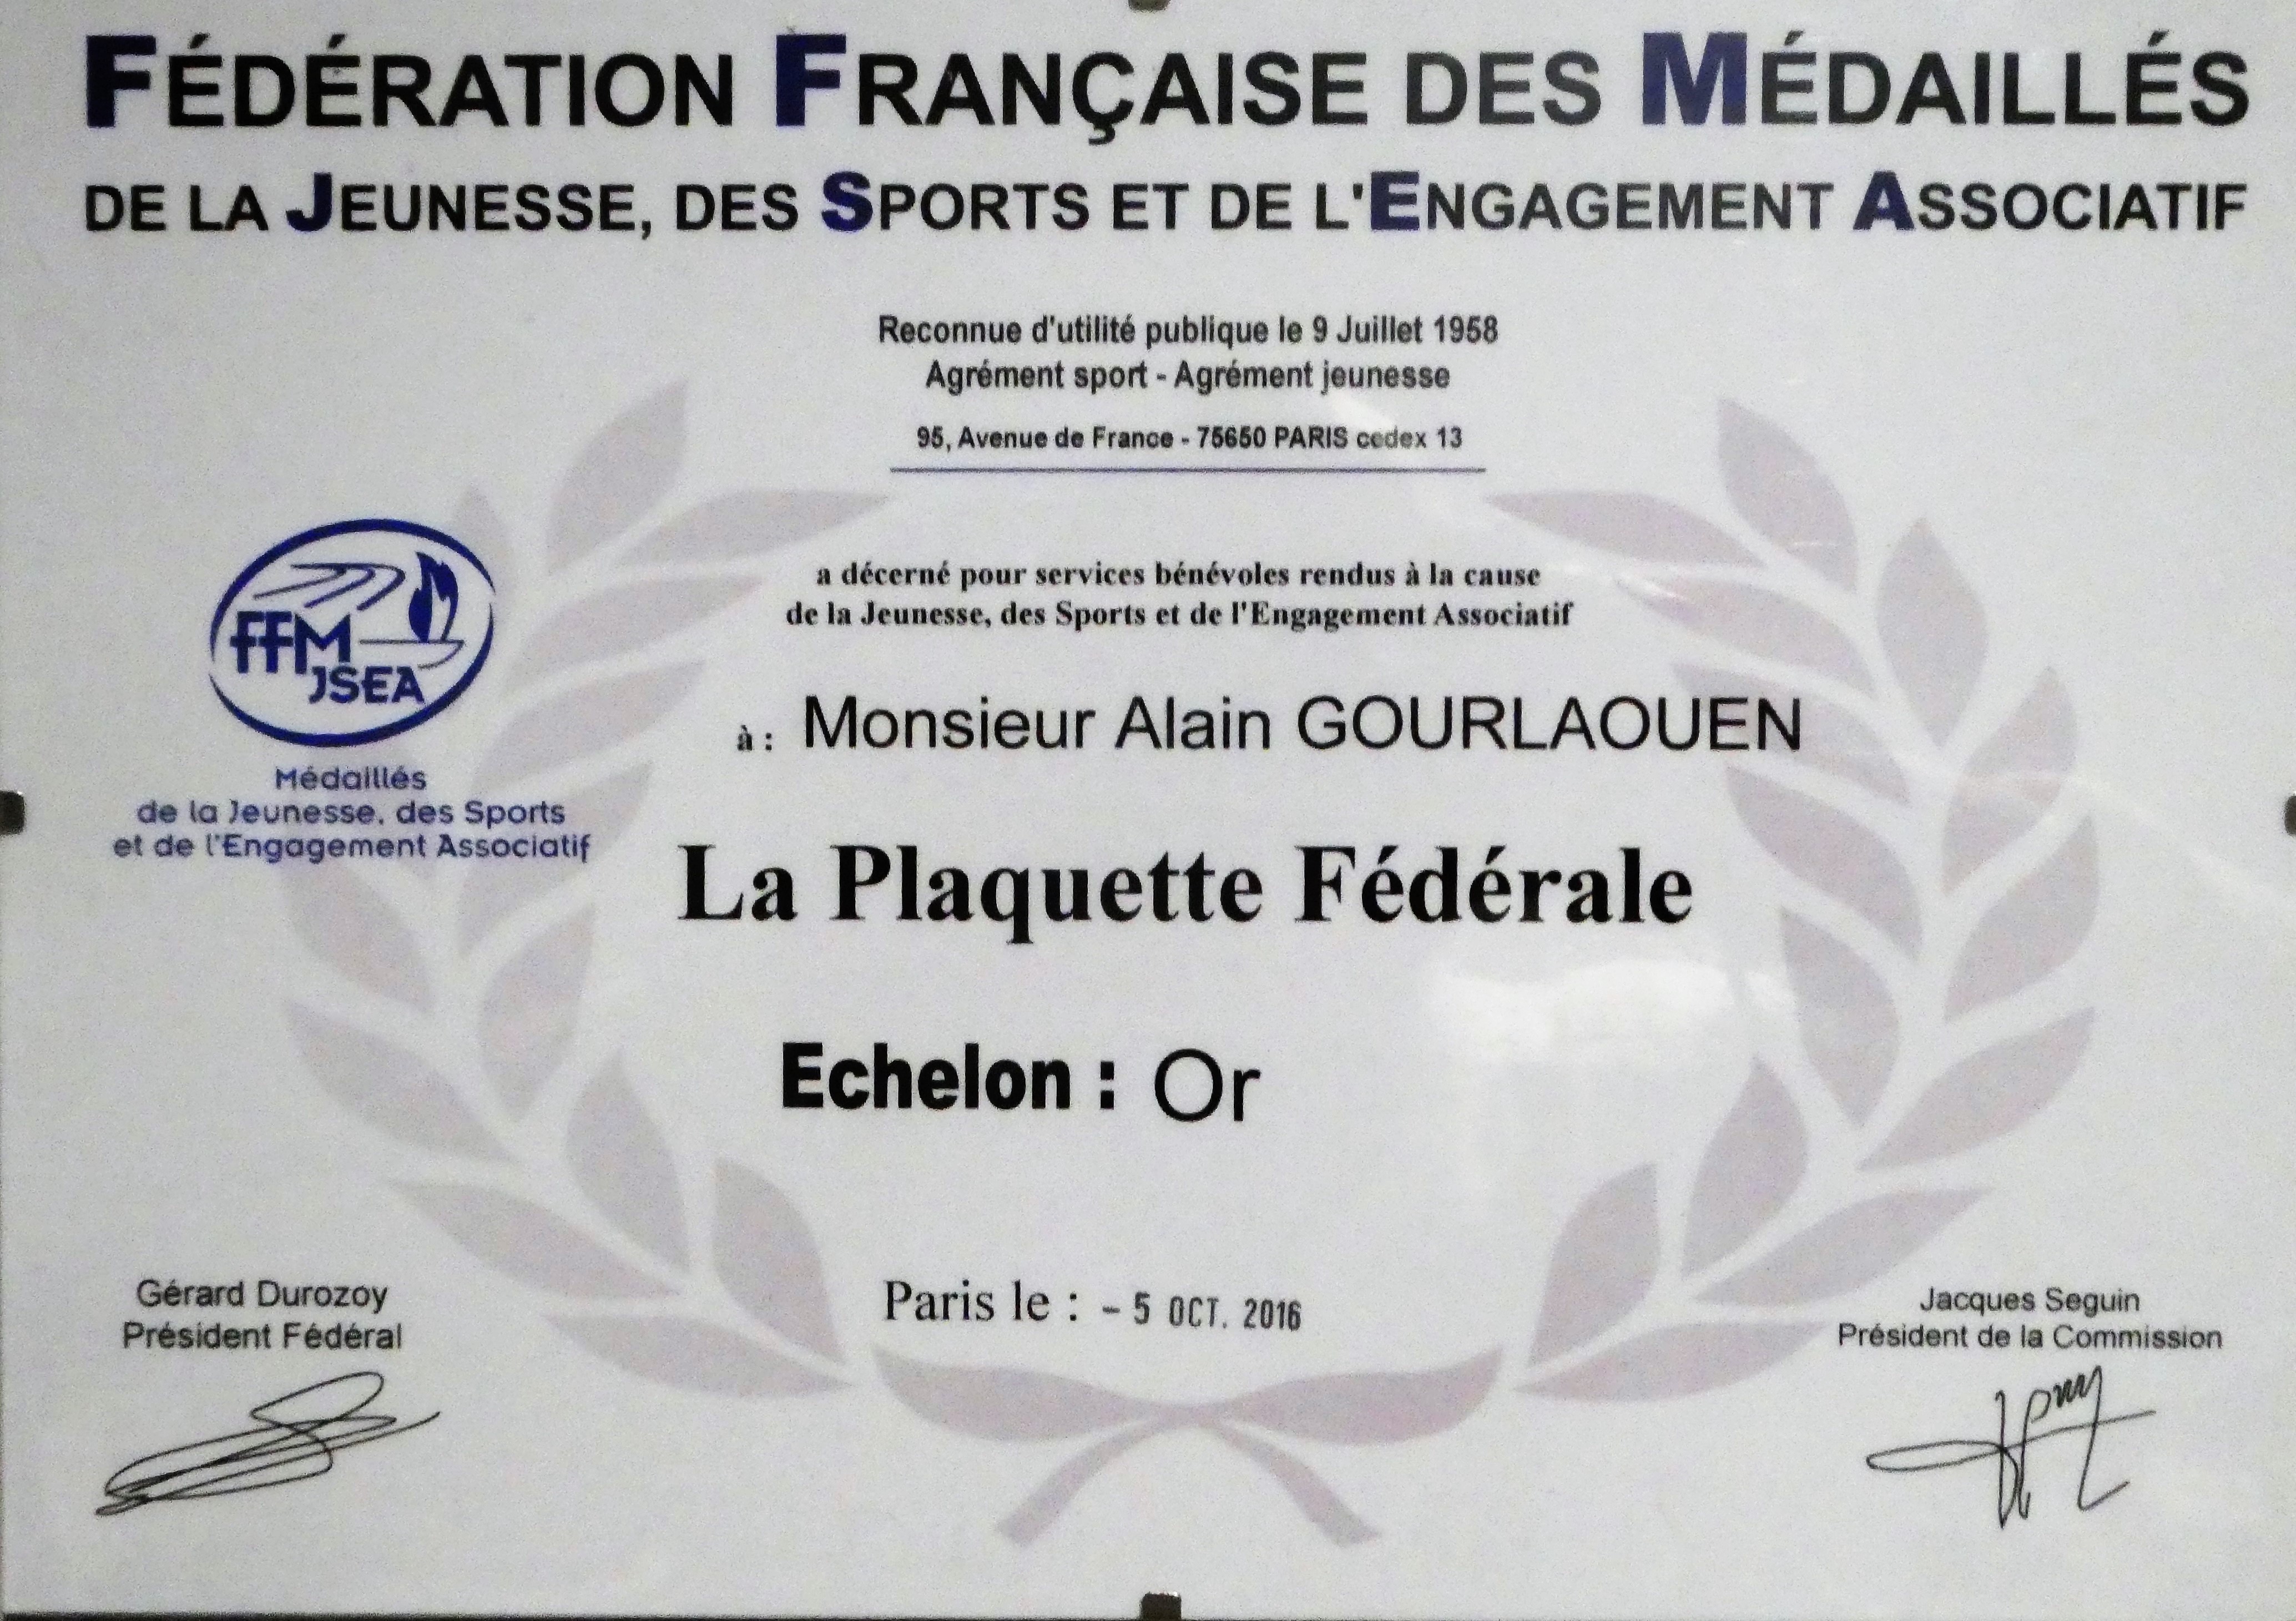 FÉDÉRATION FRANÇAISE DES MÉDAILLÉS
DE LA JEUNESSE, DES SPORTS ET DE L'ENGAGEMENT ASSOCIATIF
Reconnue d'utilité publique le 9 Juillet 1958
Agrément sport - Agrément jeunesse
95, Avenue de France - 75650 PARIS cedex 13
a décerné pour services bénévoles rendus à la cause
de la Jeunesse, des Sports et de l'Engagement Associatif
FFM
JSEA
Médaillés
de la Jeunesse, des Sports
et de l'Engagement Associatif
à : Monsieur Alain GOURLAOUEN
La Plaquette Fédérale
Echelon : Or
Paris le : - 5 OCT. 2016
Gérard Durozoy
Président Fédéral
Jacques Seguin
Président de la Commission